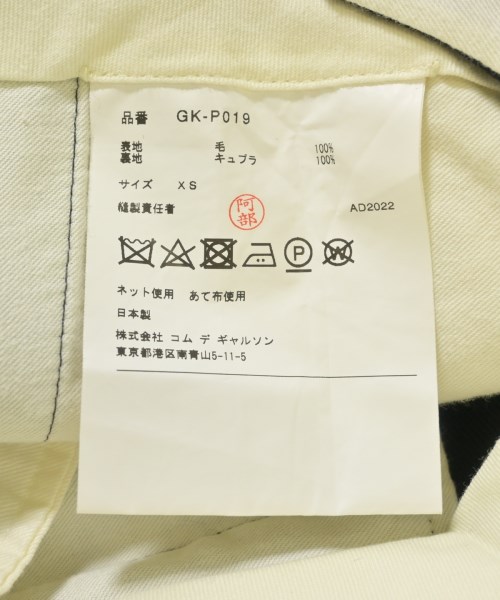 品番 GK-P019
表地 毛 100%
裏地 キュプラ 100%
サイズ XS
縫製責任者 阿部 AD2022
P W
ネット使用 あて布使用
日本製
株式会社 コム デ ギャルソン
東京都港区南青山5-11-5